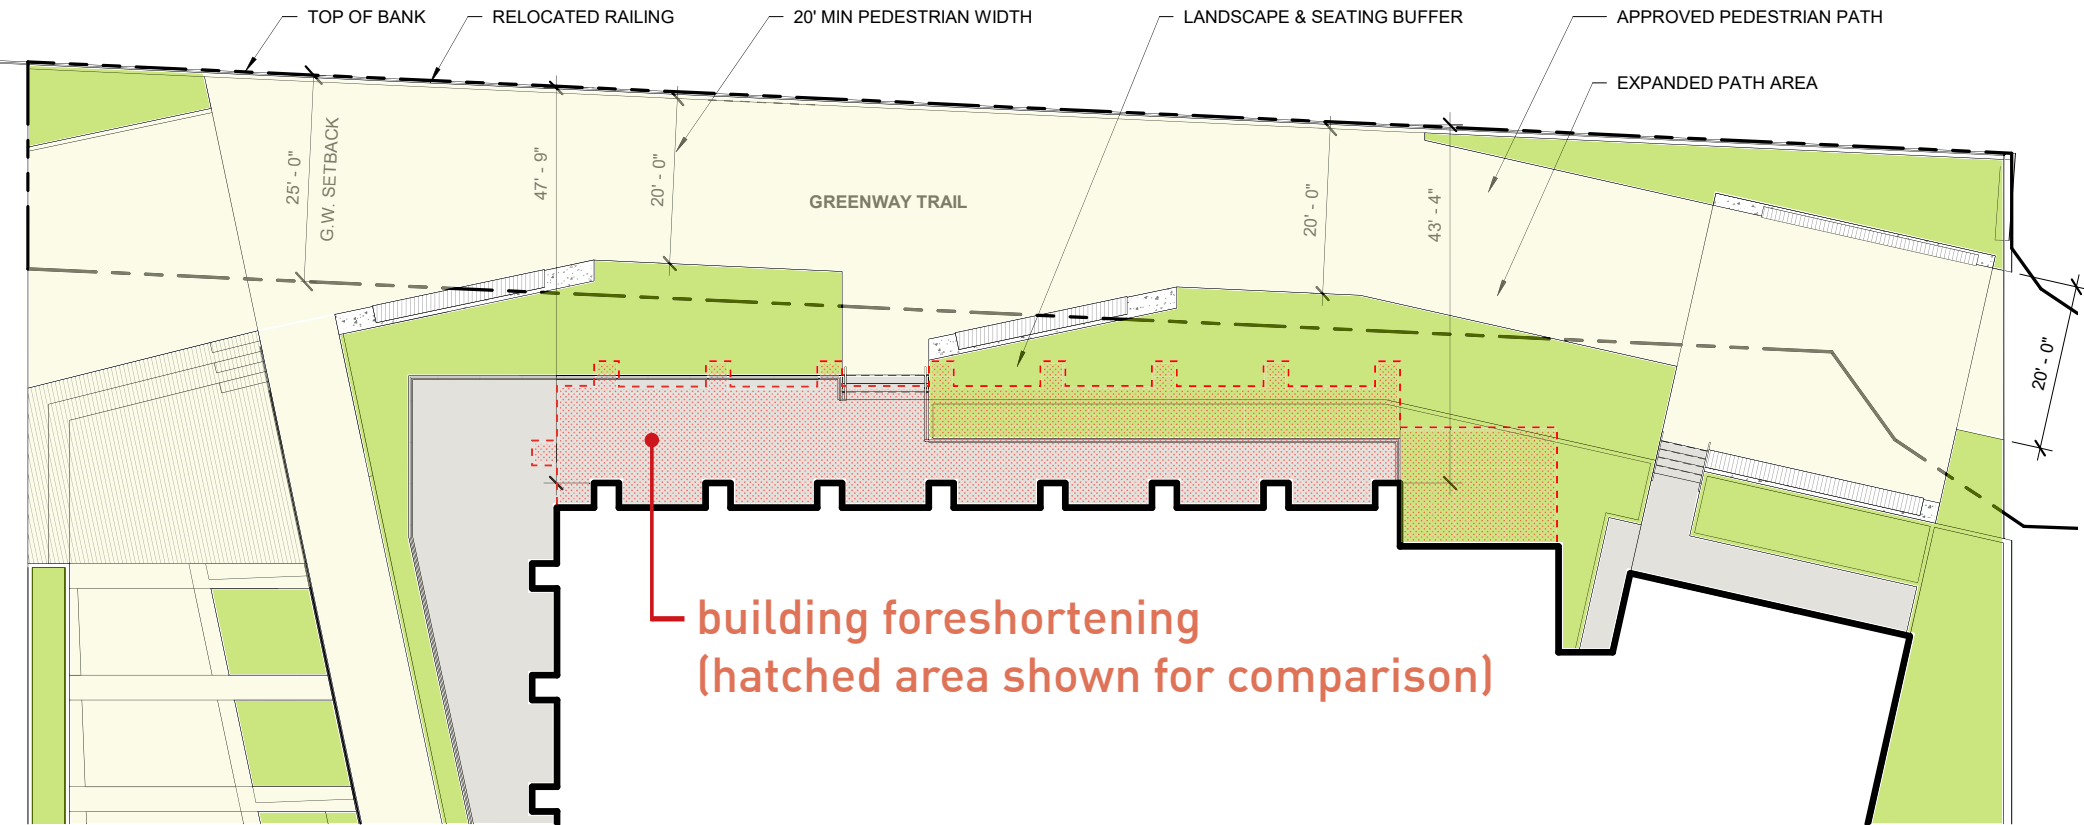 TOP OF BANK
RELOCATED RAILING
20' MIN PEDESTRIAN WIDTH
LANDSCAPE & SEATING BUFFER
APPROVED PEDESTRIAN PATH
EXPANDED PATH AREA
25' - 0"
G.W. SETBACK
47' - 9"
20' - 0"
GREENWAY TRAIL
20' - 0"
43' - 4"
20' - 0"
building foreshortening
(hatched area shown for comparison)